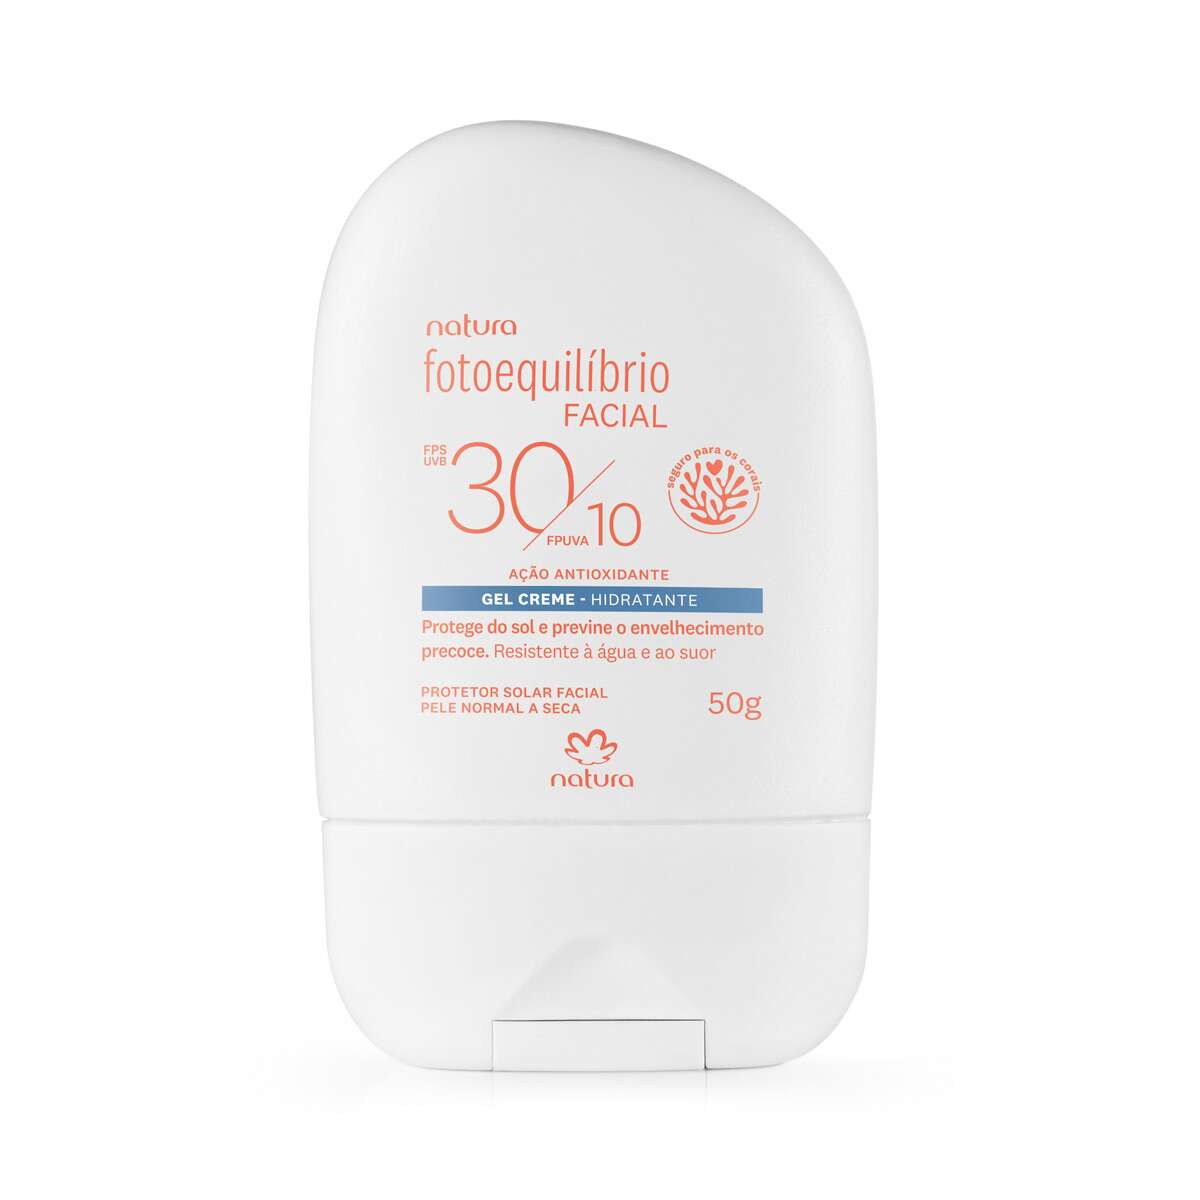 natura
fotoequilíbrio
FACIAL
FPS
UVB
30
FPUVA 10
seguro para os corais
AÇÃO ANTIOXIDANTE
GEL CREME - HIDRATANTE
Protege do sol e previne o envelhecimento
precoce. Resistente à água e ao suor
PROTETOR SOLAR FACIAL
PELE NORMAL A SECA
50g
natura